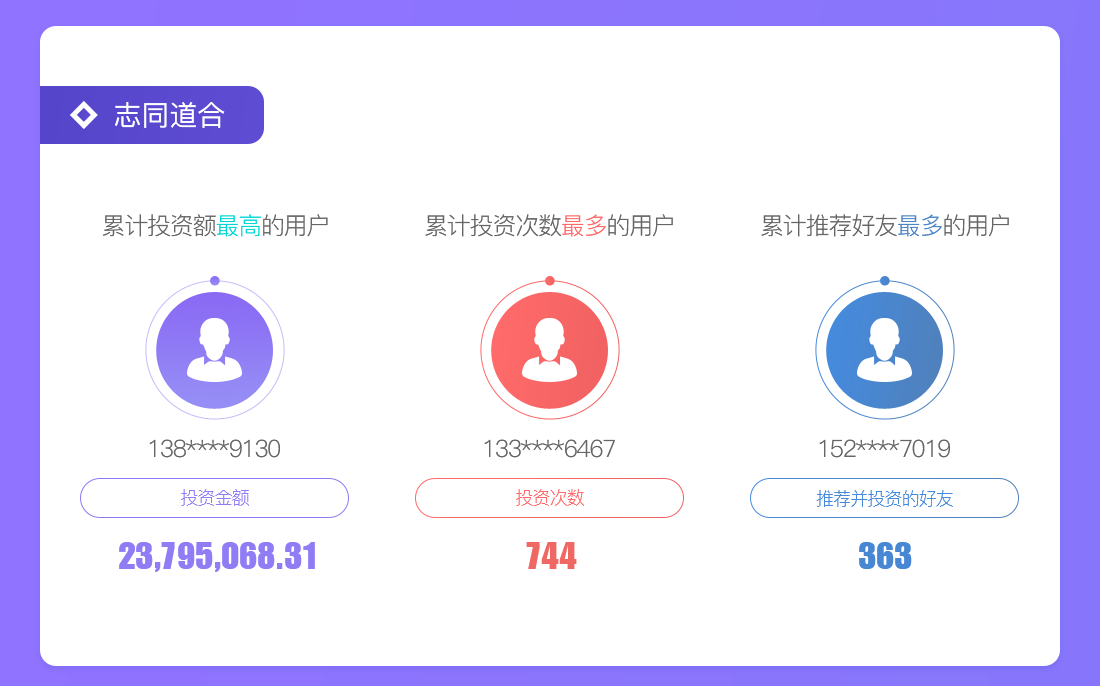 志同道合
累计投资额最高的用户
138****9130
投资金额
23,795,068.31
累计投资次数最多的用户
133****6467
投资次数
744
累计推荐好友最多的用户
152****7019
推荐并投资的好友
363